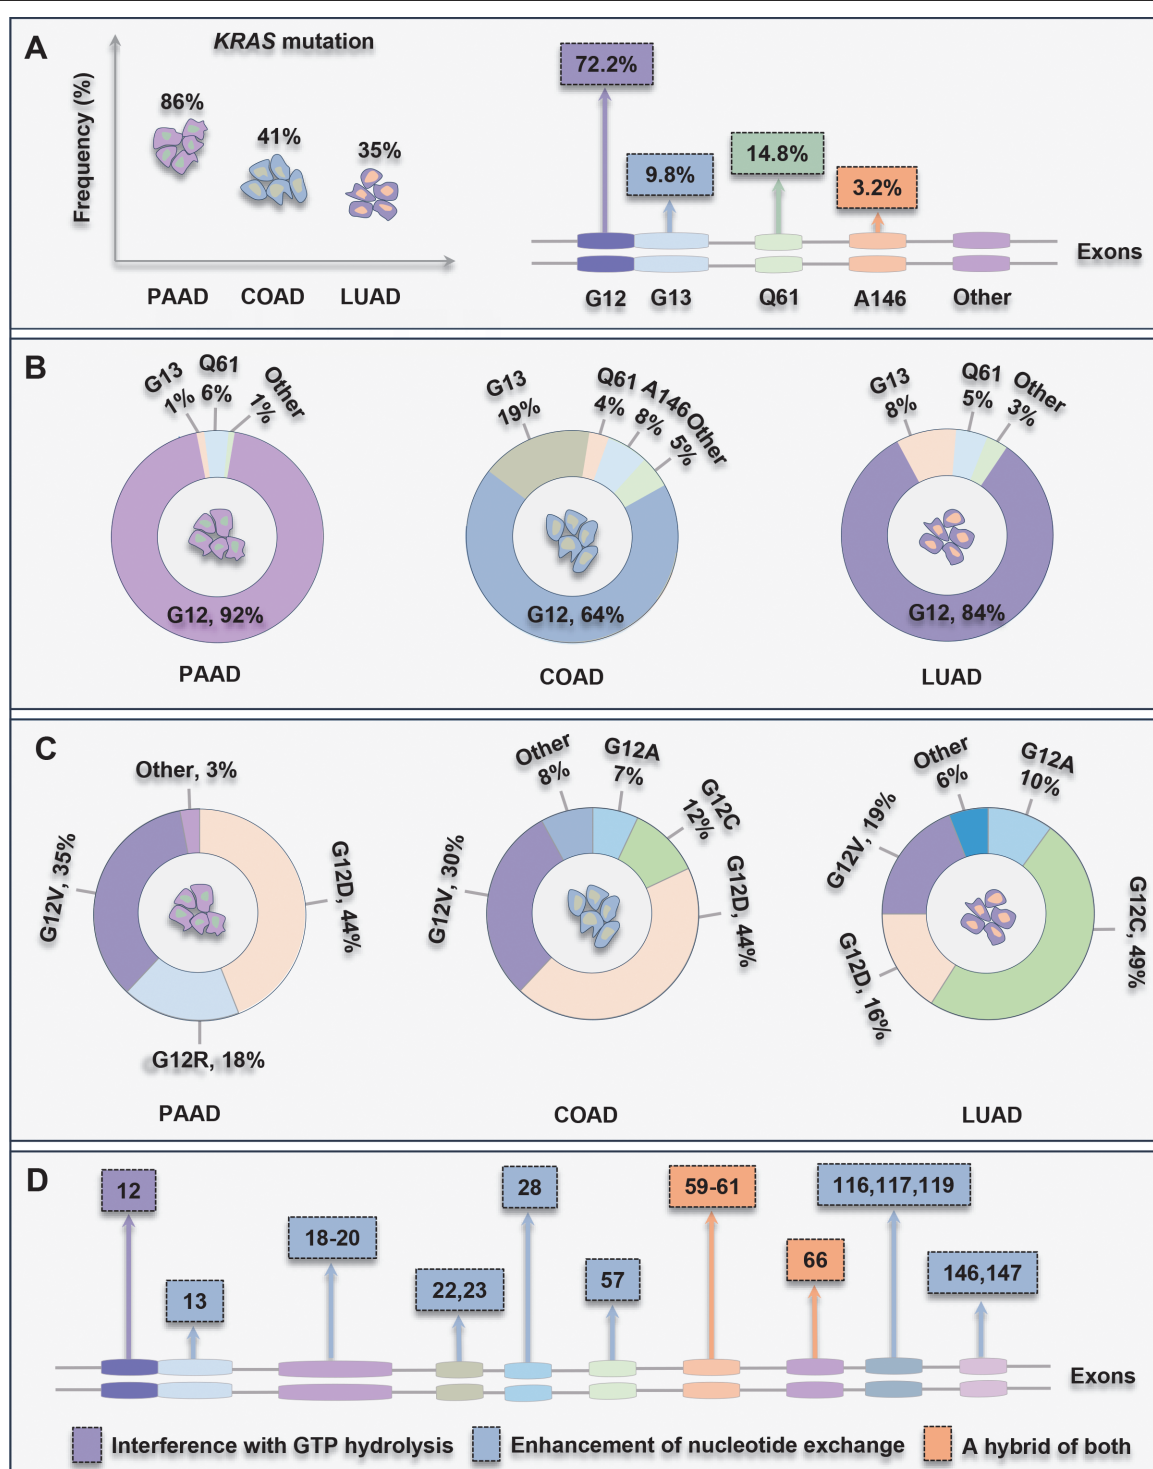 A
KRAS mutation
Frequency (%)
86%
41%
35%
PAAD
COAD
LUAD
72.2%
9.8%
14.8%
3.2%
Exons
G12
G13
Q61
A146
Other
B
G13
1%
Q61
6%
Other
1%
G12, 92%
PAAD
G13
19%
Q61
4%
A146
8%
Other
5%
G12, 64%
COAD
G13
8%
Q61
5%
Other
3%
G12, 84%
LUAD
C
Other, 3%
G12V, 35%
G12D, 44%
G12R, 18%
PAAD
Other
8%
G12A
7%
G12C
12%
G12V, 30%
G12D, 44%
COAD
Other
6%
G12A
10%
G12V, 19%
G12C, 49%
G12D, 16%
LUAD
D
12
13
18-20
22,23
28
57
59-61
66
116,117,119
146,147
Exons
Interference with GTP hydrolysis
Enhancement of nucleotide exchange
A hybrid of both